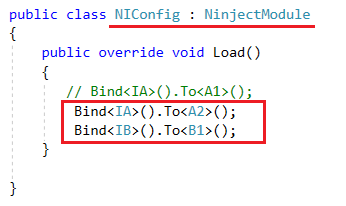 public class NIConfig : NinjectModule
{
public override void Load()
{
// Bind<IA>().To<A1>();
Bind<IA>().To<A2>();
Bind<IB>().To<B1>();
}
}